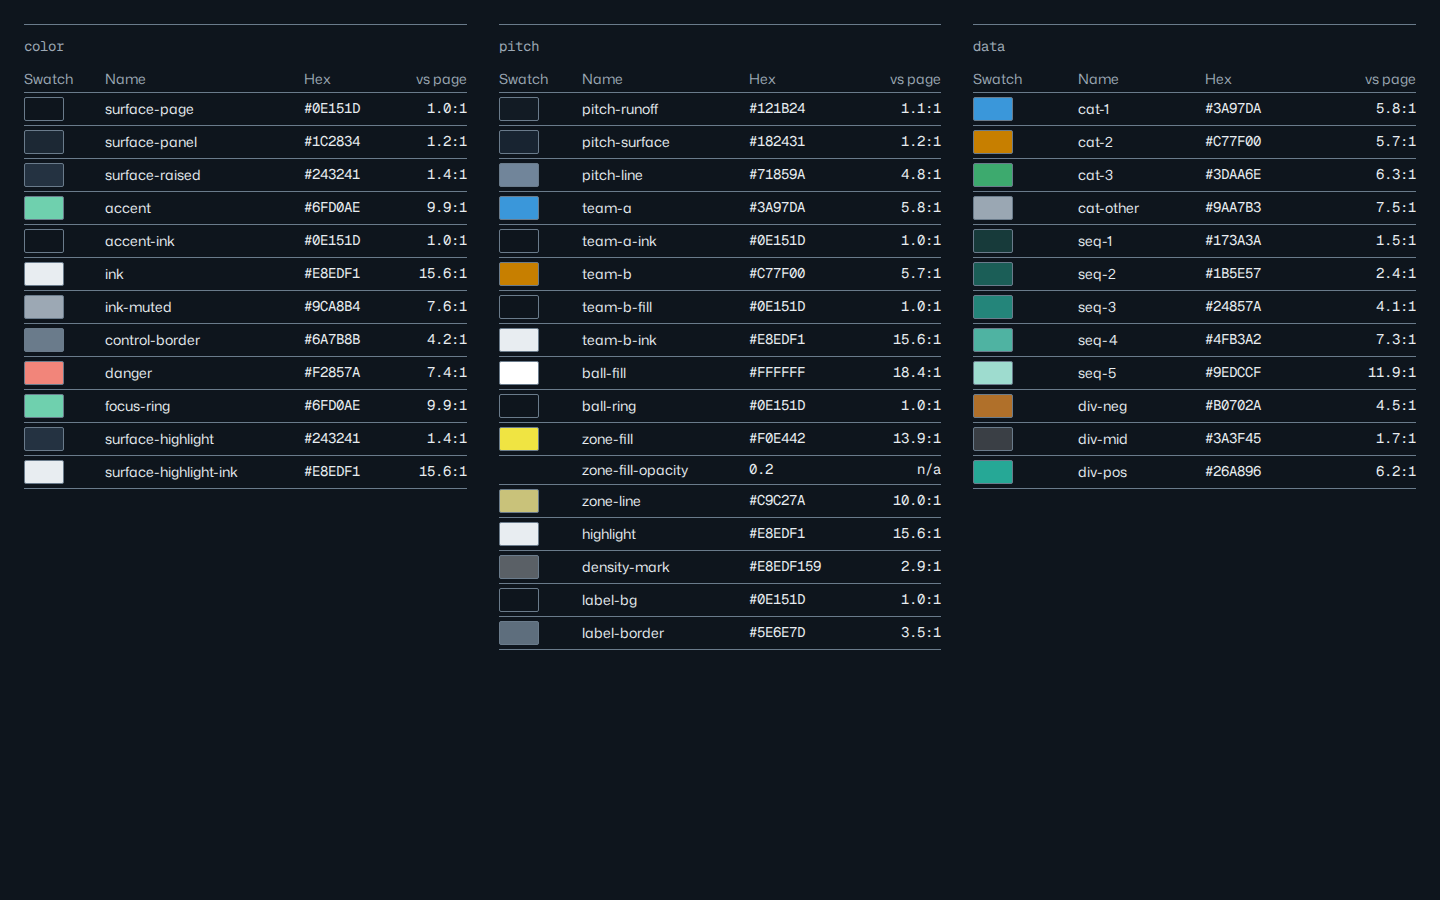 color
Swatch Name Hex vs page
surface-page #0E151D 1.0:1
surface-panel #1C2834 1.2:1
surface-raised #243241 1.4:1
accent #6FD0AE 9.9:1
accent-ink #0E151D 1.0:1
ink #E8EDF1 15.6:1
ink-muted #9CA8B4 7.6:1
control-border #6A7B8B 4.2:1
danger #F2857A 7.4:1
focus-ring #6FD0AE 9.9:1
surface-highlight #243241 1.4:1
surface-highlight-ink #E8EDF1 15.6:1
pitch
Swatch Name Hex vs page
pitch-runoff #121B24 1.1:1
pitch-surface #182431 1.2:1
pitch-line #71859A 4.8:1
team-a #3A97DA 5.8:1
team-a-ink #0E151D 1.0:1
team-b #C77F00 5.7:1
team-b-fill #0E151D 1.0:1
team-b-ink #E8EDF1 15.6:1
ball-fill #FFFFFF 18.4:1
ball-ring #0E151D 1.0:1
zone-fill #F0E442 13.9:1
zone-fill-opacity 0.2 n/a
zone-line #C9C27A 10.0:1
highlight #E8EDF1 15.6:1
density-mark #E8EDF159 2.9:1
label-bg #0E151D 1.0:1
label-border #5E6E7D 3.5:1
data
Swatch Name Hex vs page
cat-1 #3A97DA 5.8:1
cat-2 #C77F00 5.7:1
cat-3 #3DAA6E 6.3:1
cat-other #9AA7B3 7.5:1
seq-1 #173A3A 1.5:1
seq-2 #1B5E57 2.4:1
seq-3 #24857A 4.1:1
seq-4 #4FB3A2 7.3:1
seq-5 #9EDCCF 11.9:1
div-neg #B0702A 4.5:1
div-mid #3A3F45 1.7:1
div-pos #26A896 6.2:1